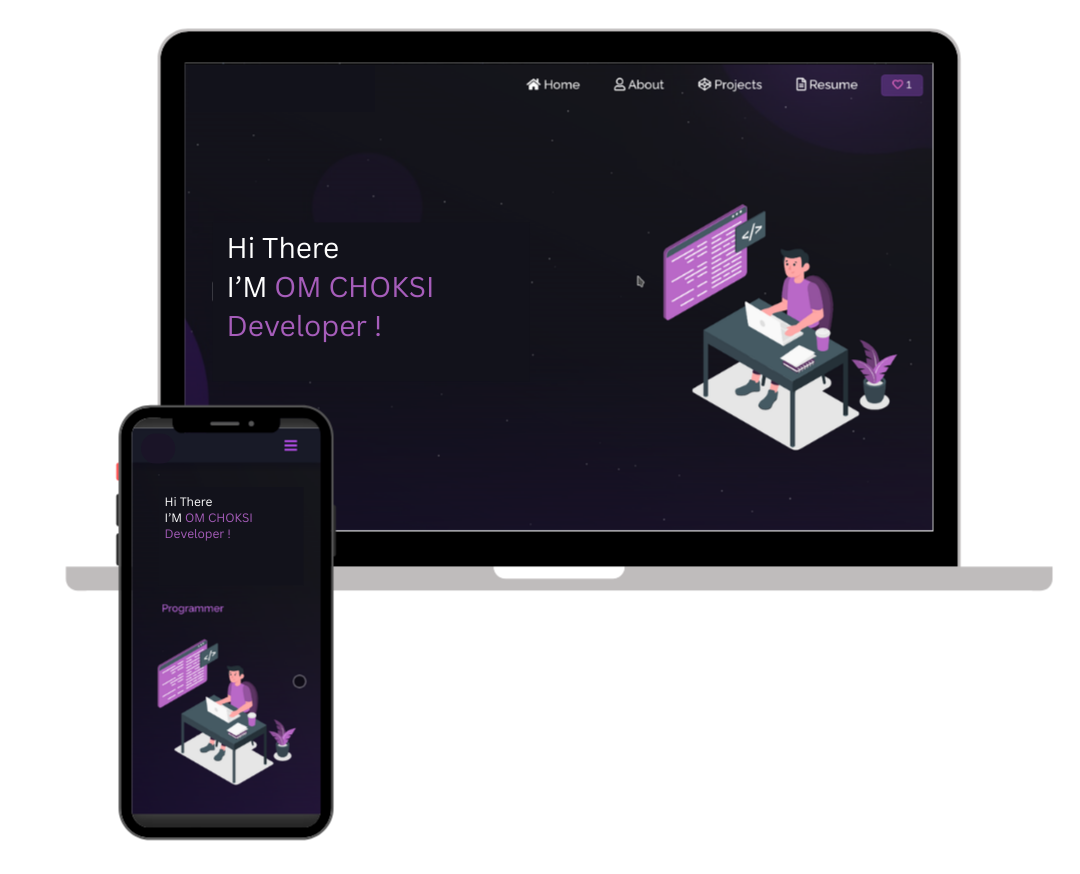 Home About Projects Resume 1
</>
Hi There
I’M OM CHOKSI
Developer !
Hi There
I’M OM CHOKSI
Developer !
Programmer
</>